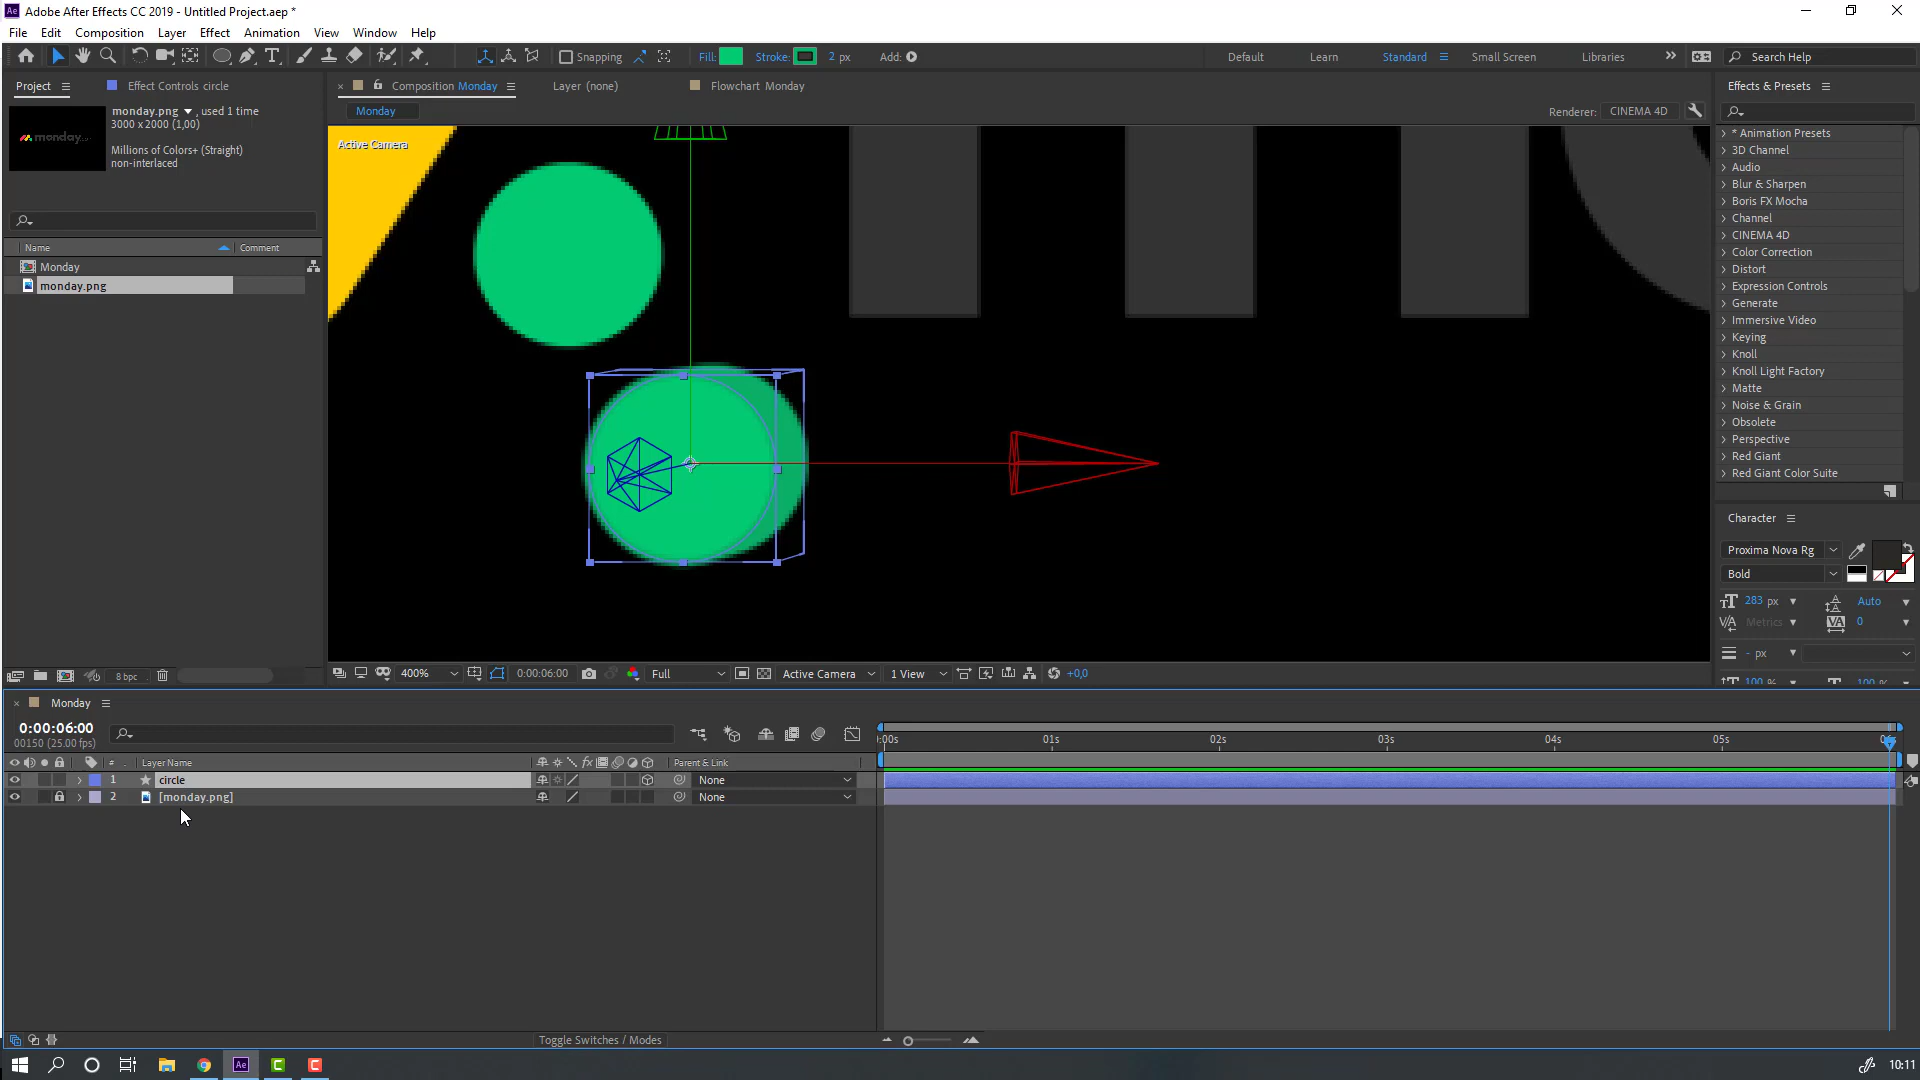 Adobe After Effects CC 2019 - Untitled Project.aep *
File Edit Composition Layer Effect Animation View Window Help
Snapping Fill: Stroke: 2 px Add: Default Learn Standard Small Screen Libraries Search Help
Project Effect Controls circle
Composition Monday Layer (none) Flowchart Monday
Effects & Presets
monday.png, used 1 time
3000 x 2000 (1,00)
Millions of Colors+ (Straight)
non-interlaced
Monday
Renderer: CINEMA 4D
Active Camera
Name Comment
Monday
monday.png
* Animation Presets
3D Channel
Audio
Blur & Sharpen
Boris FX Mocha
Channel
CINEMA 4D
Color Correction
Distort
Expression Controls
Generate
Immersive Video
Keying
Knoll
Knoll Light Factory
Matte
Noise & Grain
Obsolete
Perspective
Red Giant
Red Giant Color Suite
Character
Proxima Nova Rg
Bold
283 px Auto
Metrics 0
- px
100 % 100 %
8 bpc
400% 0:00:06:00 Full Active Camera 1 View +0,0
Monday
0:00:06:00
00150 (25.00 fps)
:00s 01s 02s 03s 04s 05s
# Layer Name Parent & Link
1 circle None
2 [monday.png] None
Toggle Switches / Modes
10:11